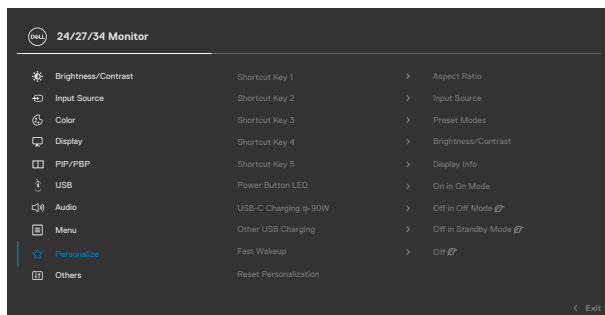 DELL 24/27/34 Monitor
Brightness/Contrast Shortcut Key 1 > Aspect Ratio
Input Source Shortcut Key 2 > Input Source
Color Shortcut Key 3 > Preset Modes
Display Shortcut Key 4 > Brightness/Contrast
PIP/PBP Shortcut Key 5 > Display Info
USB Power Button LED > On in On Mode
Audio USB-C Charging 90W > Off in Off Mode
Menu Other USB Charging > Off in Standby Mode
Personalize Fast Wakeup > Off
Others Reset Personalization
< Exit